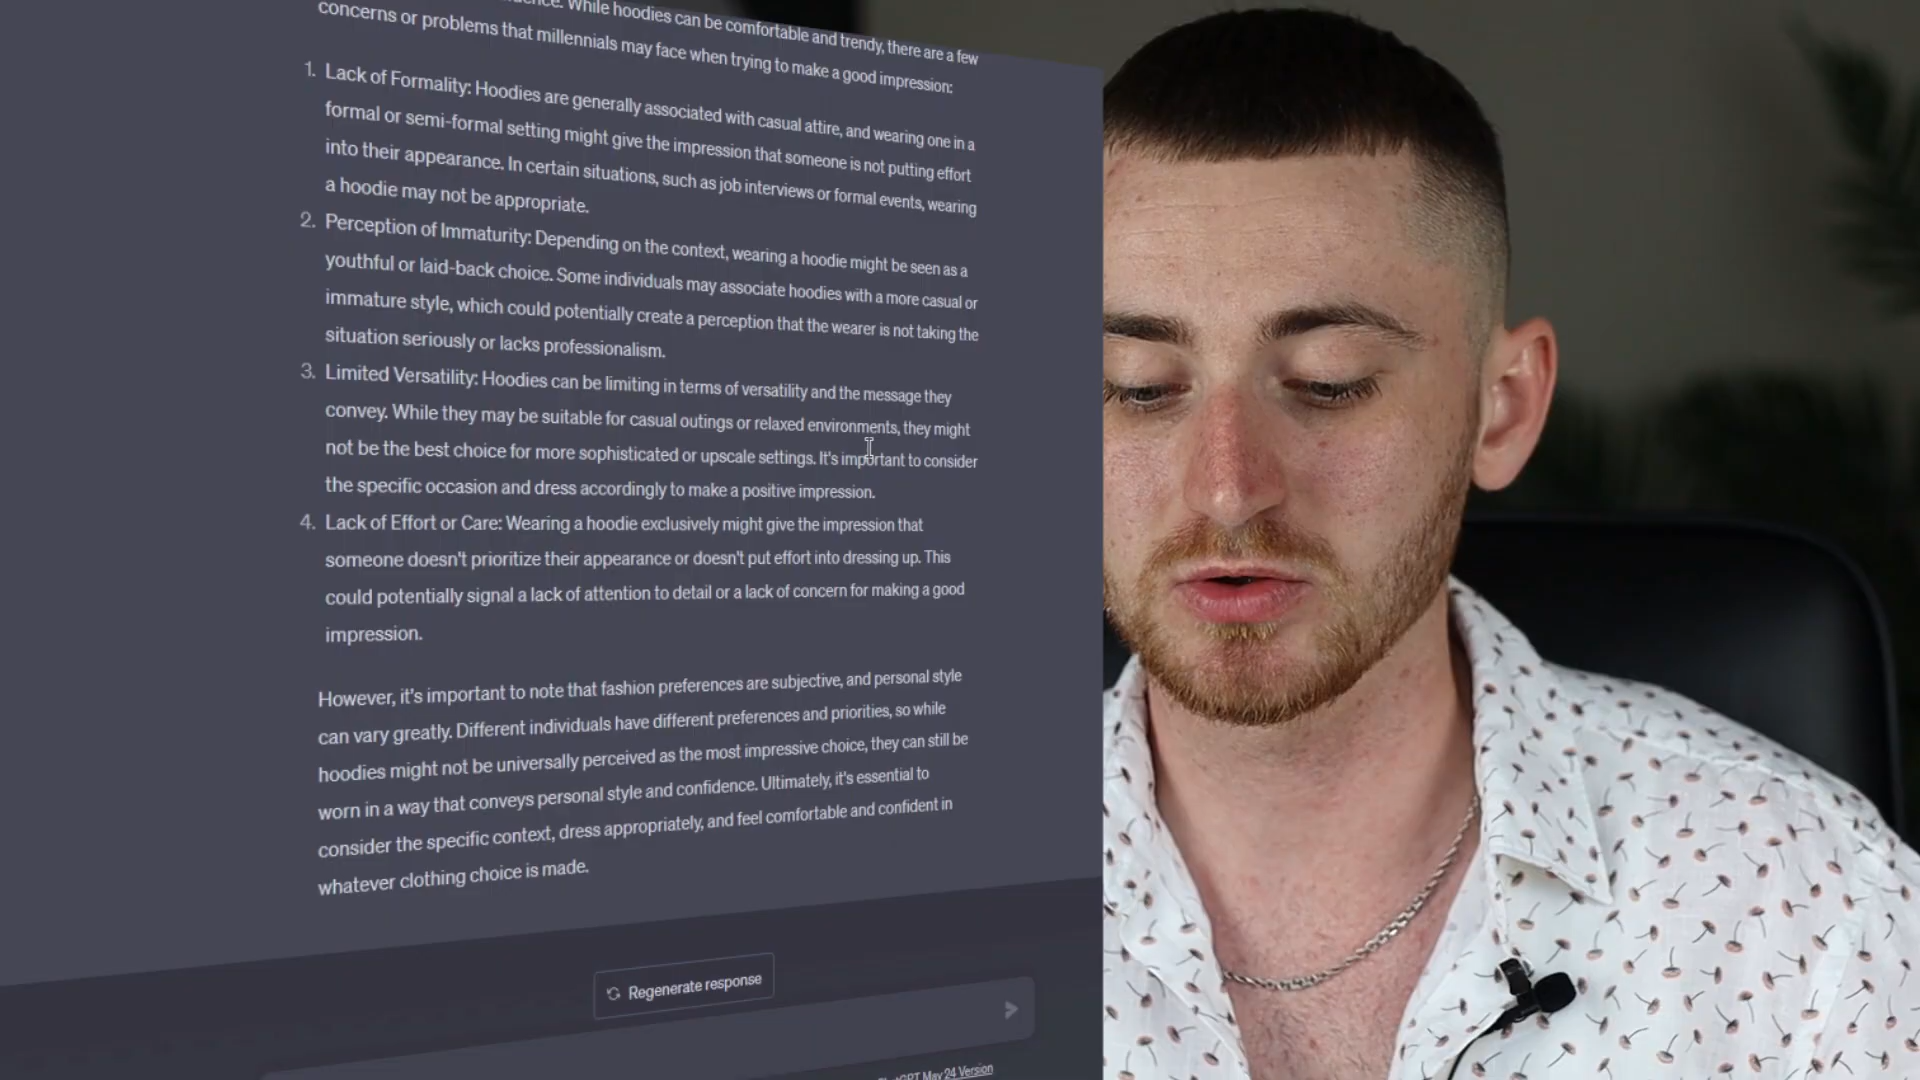 While hoodies can be comfortable and trendy, there are a few
concerns or problems that millennials may face when trying to make a good impression:
1. Lack of Formality: Hoodies are generally associated with casual attire, and wearing one in a
formal or semi-formal setting might give the impression that someone is not putting effort
into their appearance. In certain situations, such as job interviews or formal events, wearing
a hoodie may not be appropriate.
2. Perception of Immaturity: Depending on the context, wearing a hoodie might be seen as a
youthful or laid-back choice. Some individuals may associate hoodies with a more casual or
immature style, which could potentially create a perception that the wearer is not taking the
situation seriously or lacks professionalism.
3. Limited Versatility: Hoodies can be limiting in terms of versatility and the message they
convey. While they may be suitable for casual outings or relaxed environments, they might
not be the best choice for more sophisticated or upscale settings. It's important to consider
the specific occasion and dress accordingly to make a positive impression.
4. Lack of Effort or Care: Wearing a hoodie exclusively might give the impression that
someone doesn't prioritize their appearance or doesn't put effort into dressing up. This
could potentially signal a lack of attention to detail or a lack of concern for making a good
impression.
However, it's important to note that fashion preferences are subjective, and personal style
can vary greatly. Different individuals have different preferences and priorities, so while
hoodies might not be universally perceived as the most impressive choice, they can still be
worn in a way that conveys personal style and confidence. Ultimately, it's essential to
consider the specific context, dress appropriately, and feel comfortable and confident in
whatever clothing choice is made.
Regenerate response
May 24 Version